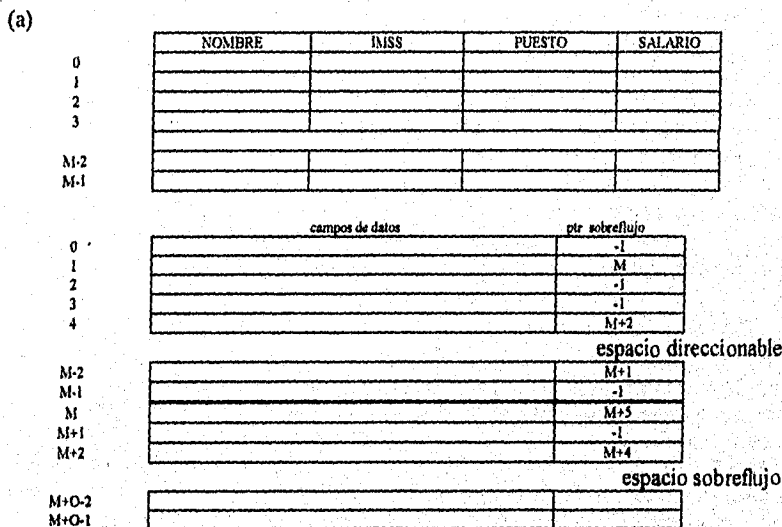 (a)
NOMBRE IMSS PUESTO SALARIO
0
1
2
3
M-2
M-1
campos de datos ptr sobreflujo
0 -1
1 M
2 -1
3 -1
4 M+2
espacio direccionable
M-2 M+1
M-1 -1
M M+5
M+1 -1
M+2 M+4
espacio sobreflujo
M+O-2
M+O-1